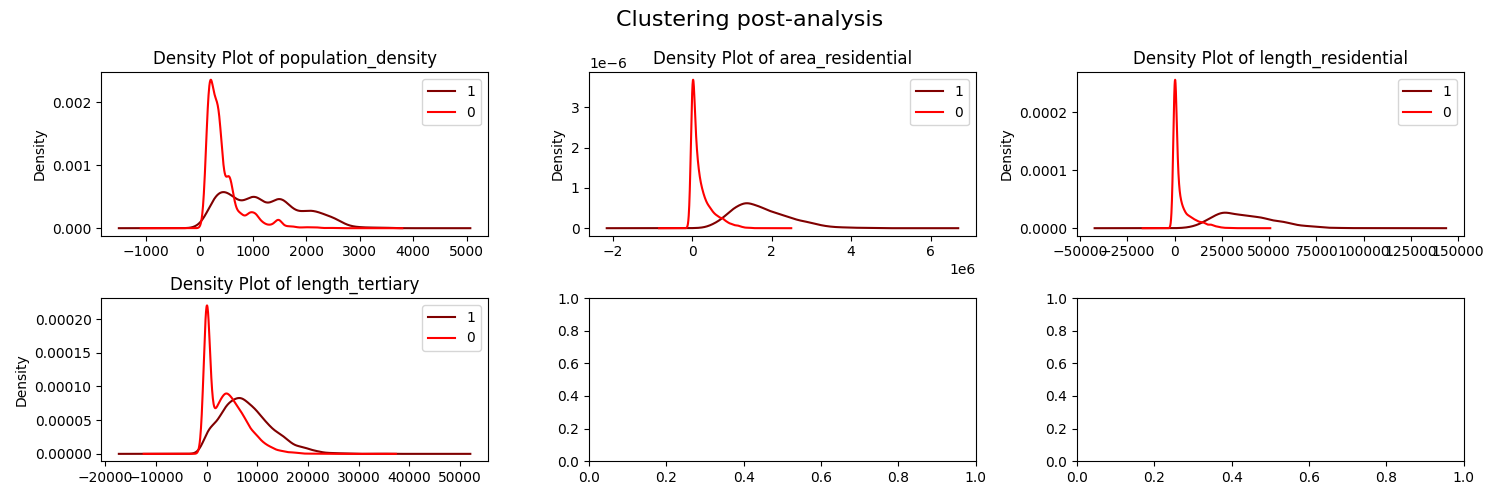 Clustering post-analysis
Density Plot of population_density
Density
0.002
0.001
0.000
1
0
−1000 0 1000 2000 3000 4000 5000
1e−6
Density Plot of area_residential
Density
3
2
1
0
1
0
−2 0 2 4 6
1e6
Density Plot of length_residential
Density
0.0002
0.0001
0.0000
1
0
−50000 −25000 0 25000 50000 75000 100000 125000 150000
Density Plot of length_tertiary
Density
0.00020
0.00015
0.00010
0.00005
0.00000
1
0
−20000 −10000 0 10000 20000 30000 40000 50000
1.0
0.8
0.6
0.4
0.2
0.0
0.0 0.2 0.4 0.6 0.8 1.0
1.0
0.8
0.6
0.4
0.2
0.0
0.0 0.2 0.4 0.6 0.8 1.0